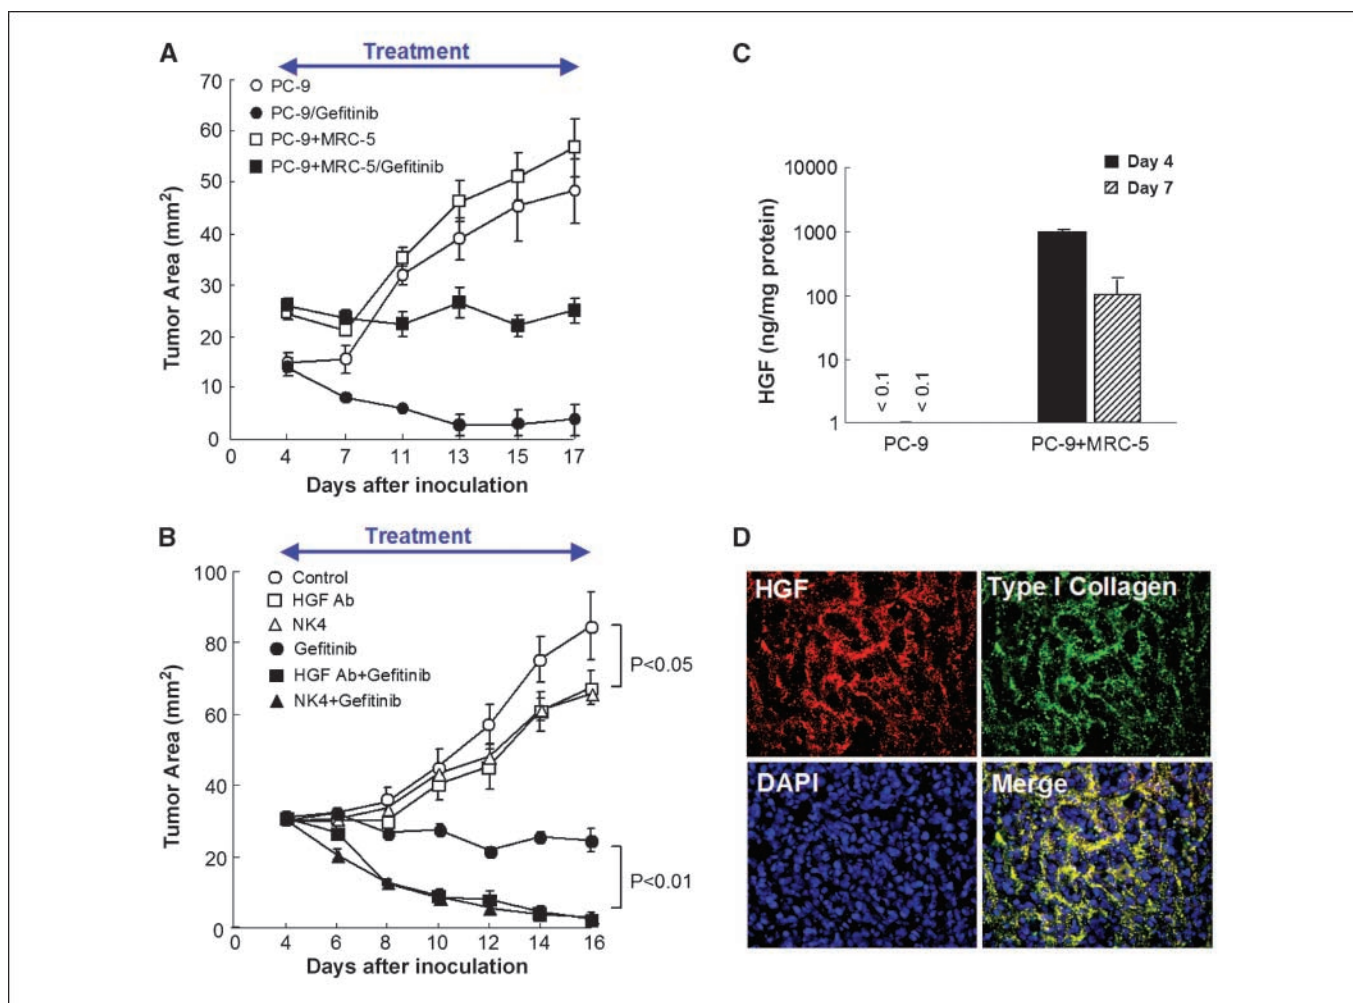 A
Treatment
PC-9
PC-9/Gefitinib
PC-9+MRC-5
PC-9+MRC-5/Gefitinib
Tumor Area (mm²)
70
60
50
40
30
20
10
0
0 4 7 11 13 15 17
Days after inoculation
B
Treatment
Control
HGF Ab
NK4
Gefitinib
HGF Ab+Gefitinib
NK4+Gefitinib
P<0.05
P<0.01
Tumor Area (mm²)
100
80
60
40
20
0
0 4 6 8 10 12 14 16
Days after inoculation
C
Day 4
Day 7
HGF (ng/mg protein)
10000
1000
100
10
1
< 0.1 < 0.1
PC-9 PC-9+MRC-5
D
HGF Type I Collagen
DAPI Merge